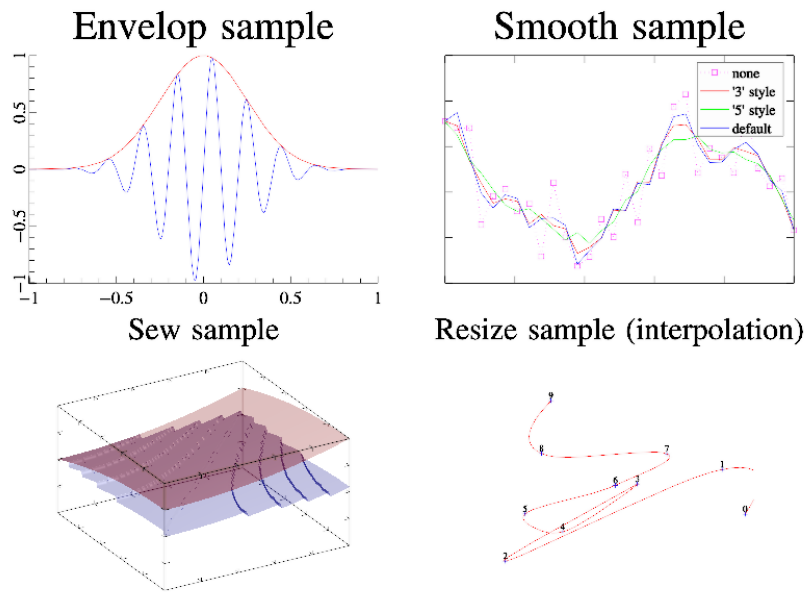 Envelop sample
Smooth sample
1
0.5
0
−0.5
−1
−1 −0.5 0 0.5 1
none
'3' style
'5' style
default
Sew sample
Resize sample (interpolation)
9
8
7
6
3
1
5
4
0
2